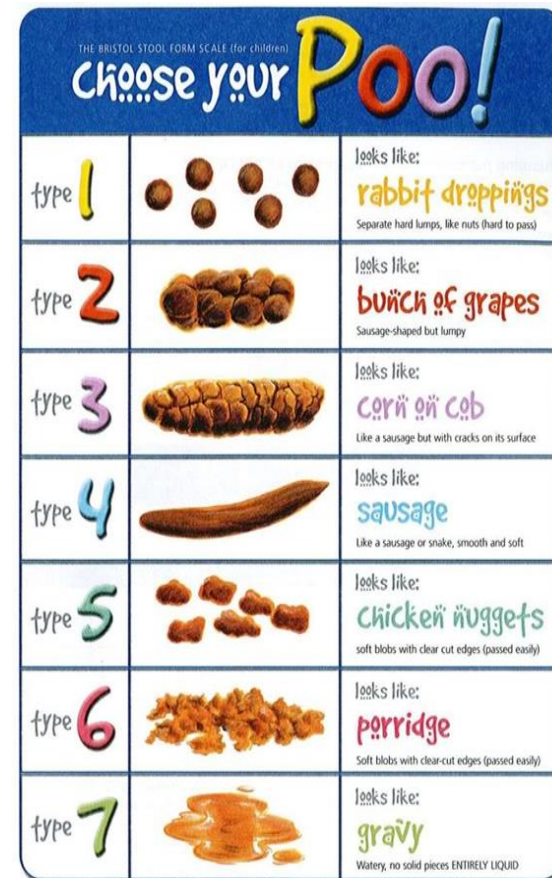 THE BRISTOL STOOL FORM SCALE (for children)
choose your POO!
type 1
looks like:
rabbit droppings
Separate hard lumps, like nuts (hard to pass)
type 2
looks like:
bunch of grapes
Sausage-shaped but lumpy
type 3
looks like:
corn on cob
Like a sausage but with cracks on its surface
type 4
looks like:
sausage
Like a sausage or snake, smooth and soft
type 5
looks like:
chicken nuggets
soft blobs with clear cut edges (passed easily)
type 6
looks like:
porridge
Soft blobs with clear-cut edges (passed easily)
type 7
looks like:
gravy
Watery, no solid pieces ENTIRELY LIQUID